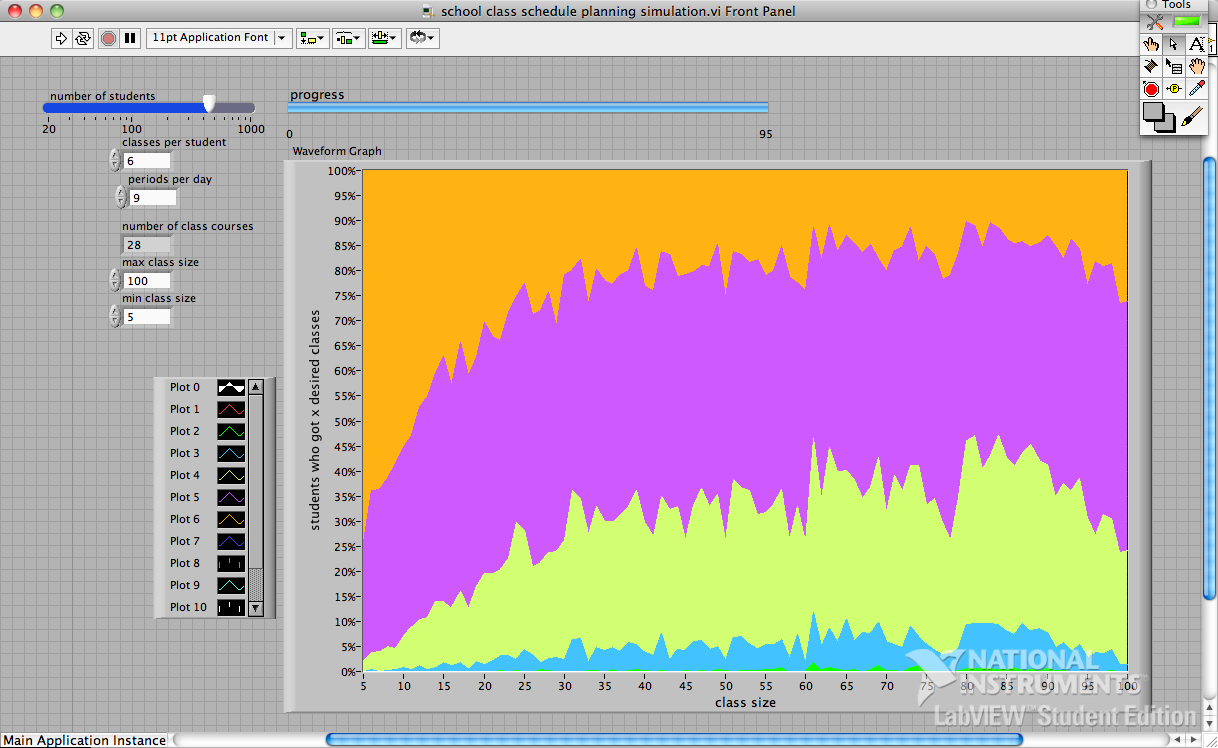 school class schedule planning simulation.vi Front Panel
Tools
11pt Application Font
1
number of students
20 100 1000
classes per student
6
periods per day
9
number of class courses
28
max class size
100
min class size
5
progress
0 95
Waveform Graph
100%
95%
90%
85%
80%
75%
70%
65%
60%
55%
50%
45%
40%
35%
30%
25%
20%
15%
10%
5%
0%
students who got x desired classes
5 10 15 20 25 30 35 40 45 50 55 60 65 70 75 80 85 90 95 100
class size
Plot 0
Plot 1
Plot 2
Plot 3
Plot 4
Plot 5
Plot 6
Plot 7
Plot 8
Plot 9
Plot 10
NATIONAL
INSTRUMENTS™
LabVIEW™ Student Edition
Main Application Instance